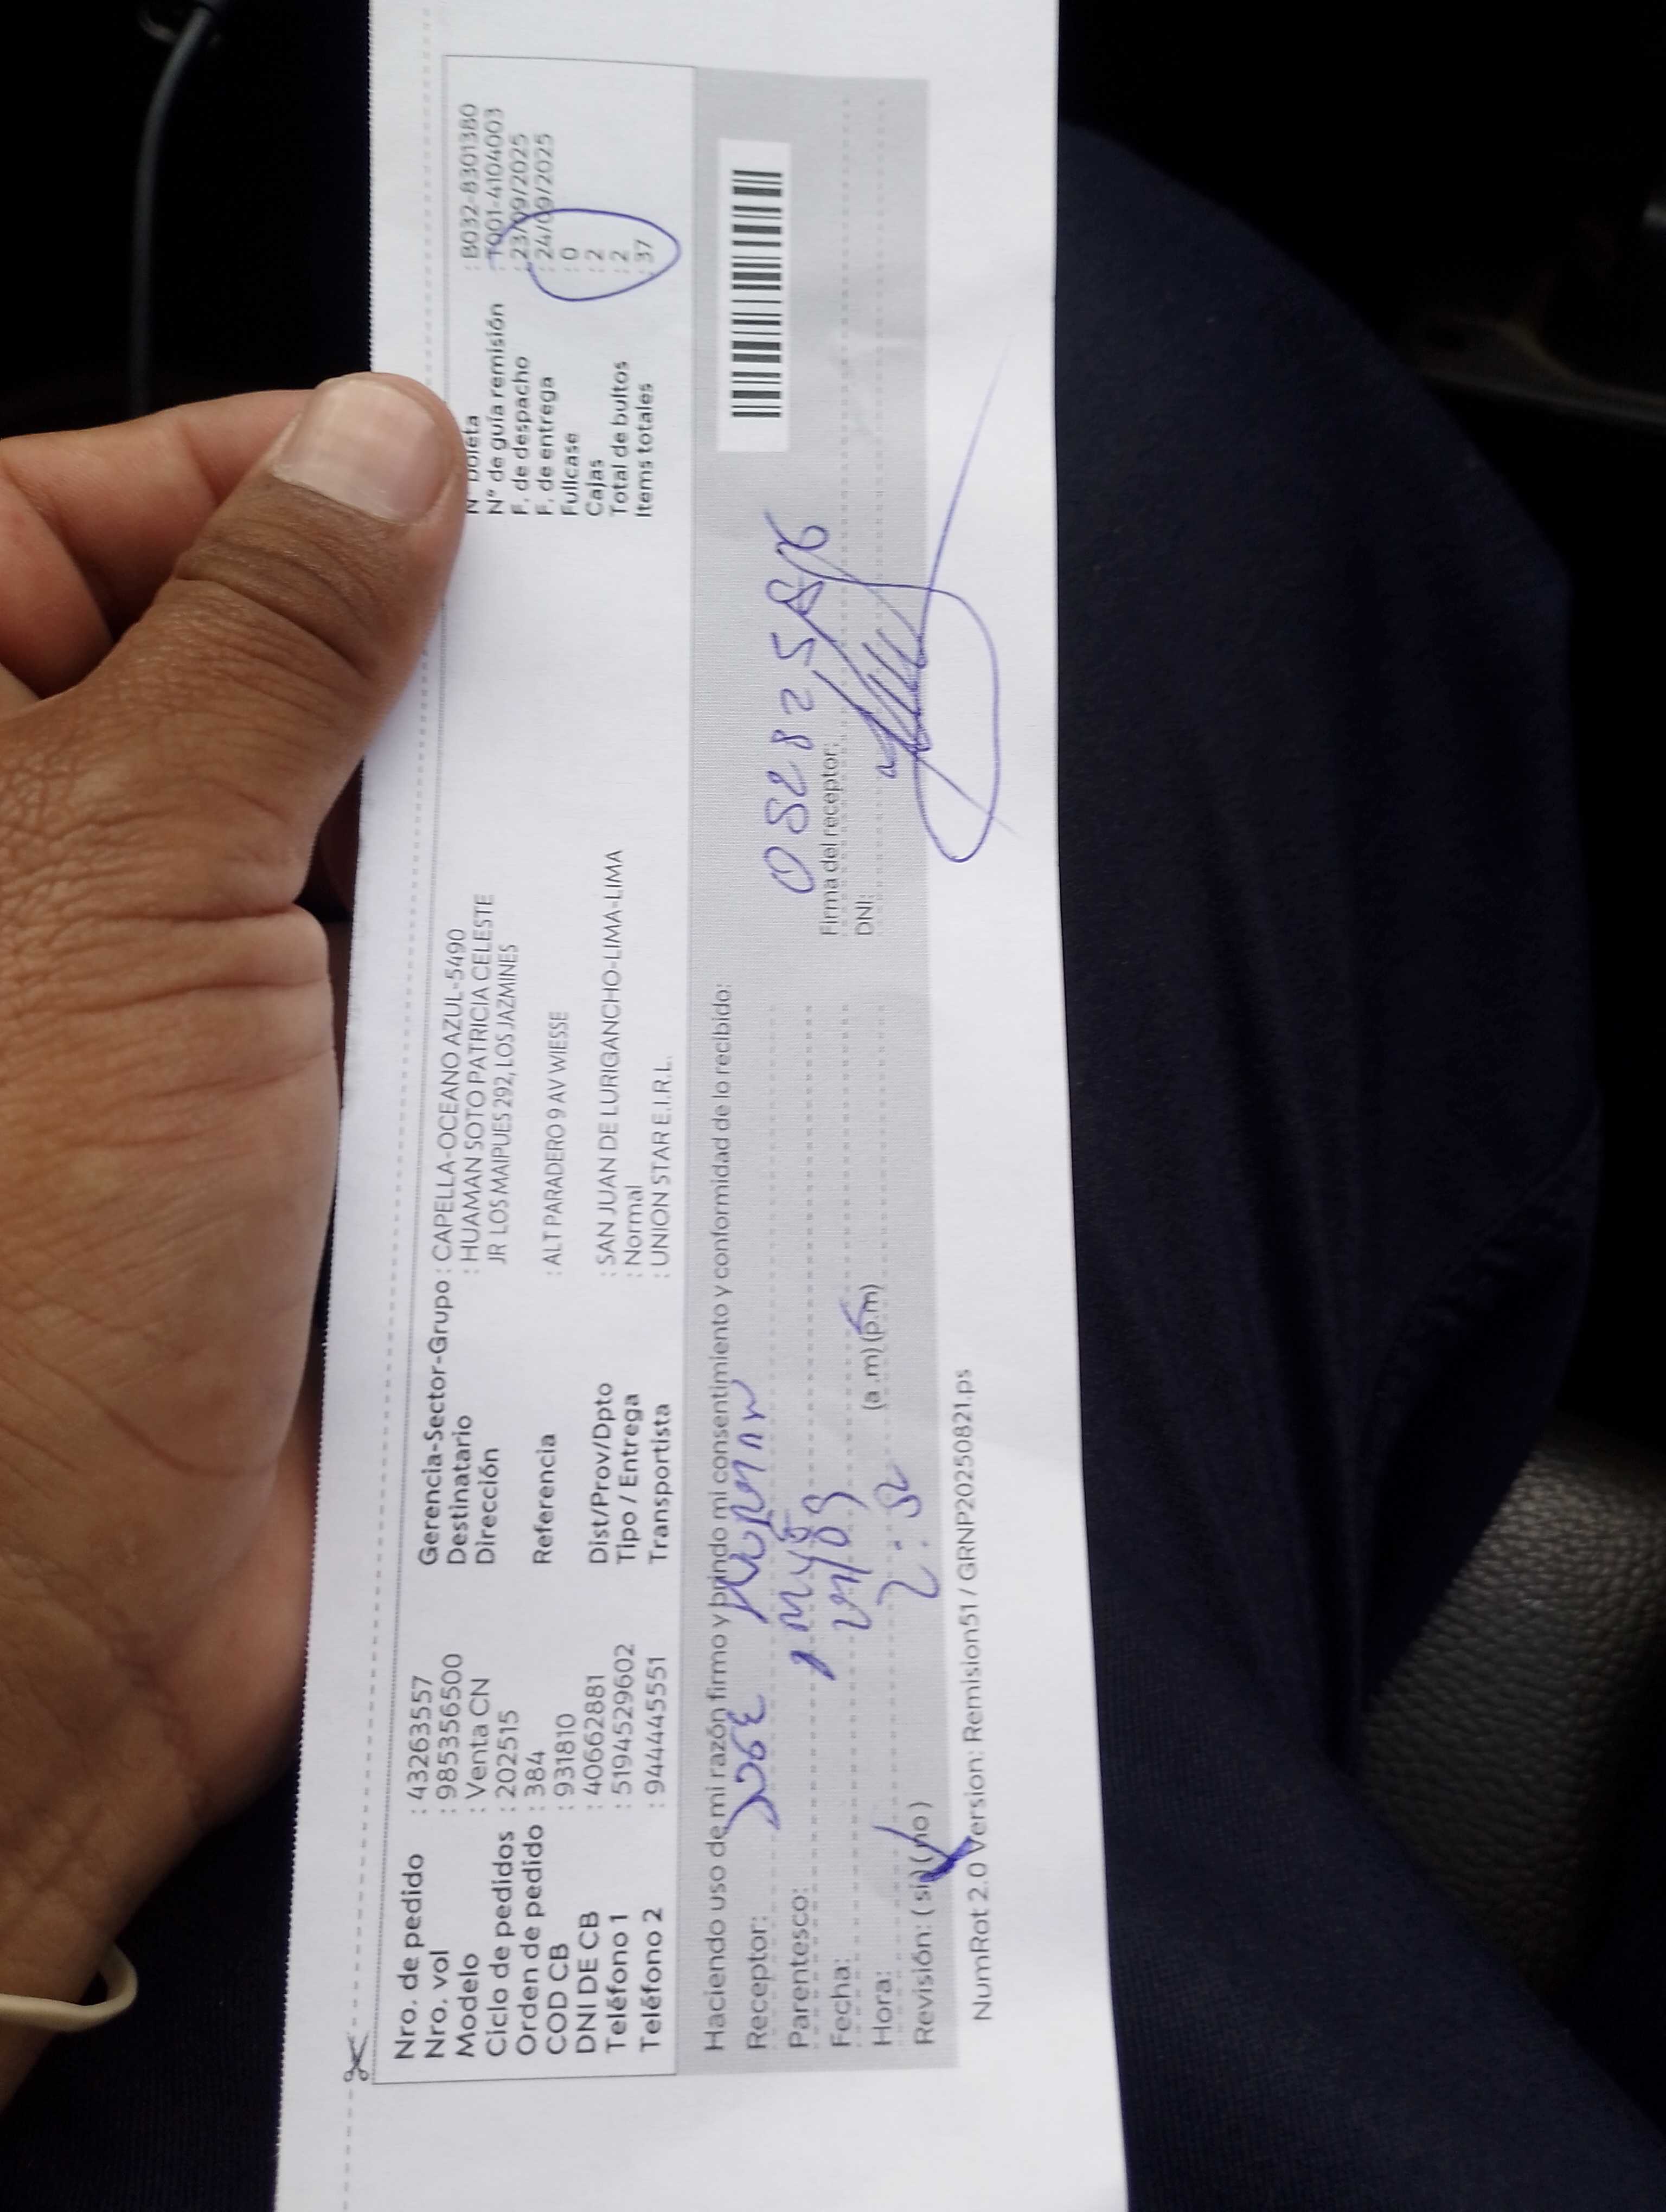 Nro. de pedido : 43263557
Nro. vol : 985356500
Modelo : Venta CN
Ciclo de pedidos : 202515
Orden de pedido : 384
COD CB : 931810
DNI DE CB : 40662881
Teléfono 1 : 5194529602
Teléfono 2 : 944445551
Gerencia-Sector-Grupo : CAPELLA-OCEANO AZUL-5490
Destinatario : HUAMAN SOTO PATRICIA CELESTE
Dirección JR LOS MAIPUES 292, LOS JAZMINES
Referencia : ALT PARADERO 9 AV WIESSE
Dist/Prov/Dpto : SAN JUAN DE LURIGANCHO-LIMA-LIMA
Tipo / Entrega : Normal
Transportista : UNION STAR E.I.R.L.
N° boleta : B032-8301380
N° de guía remisión : T001-4104003
F. de despacho : 23/09/2025
F. de entrega : 24/09/2025
Fullcase : 0
Cajas : 2
Total de bultos : 2
Items totales : 37
Haciendo uso de mi razón firmo y brindo mi consentimiento y conformidad de lo recibido:
Receptor: JOSE HUAMAN
Parentesco:
Fecha:
Hora: 2:52 (a.m) (p.m)
Revisión: ( si ) ( no )
Firma del receptor:
DNI:
NumRot 2.0 Version: Remision51 / GRNP20250821.ps